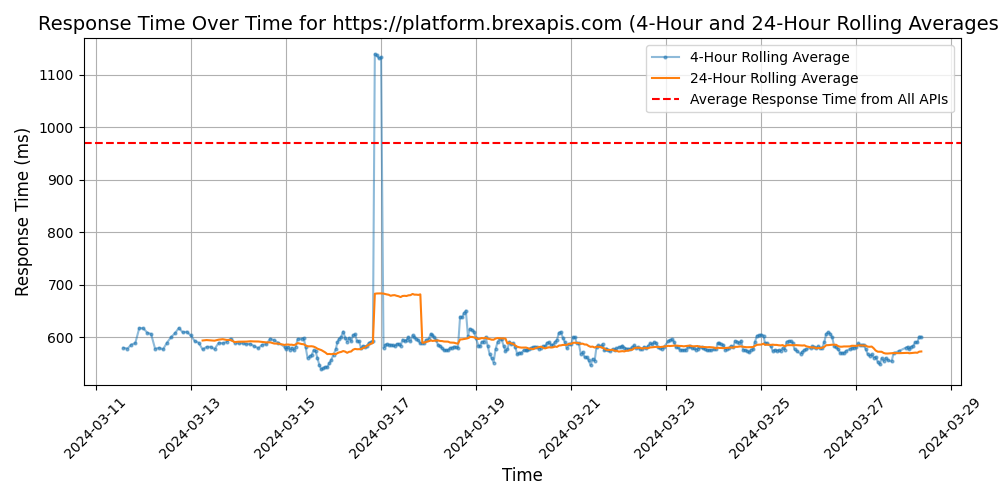 Response Time Over Time for https://platform.brexapis.com (4-Hour and 24-Hour Rolling Averages
4-Hour Rolling Average
24-Hour Rolling Average
Average Response Time from All APIs
Response Time (ms)
1100
1000
900
800
700
600
2024-03-11
2024-03-13
2024-03-15
2024-03-17
2024-03-19
2024-03-21
2024-03-23
2024-03-25
2024-03-27
2024-03-29
Time